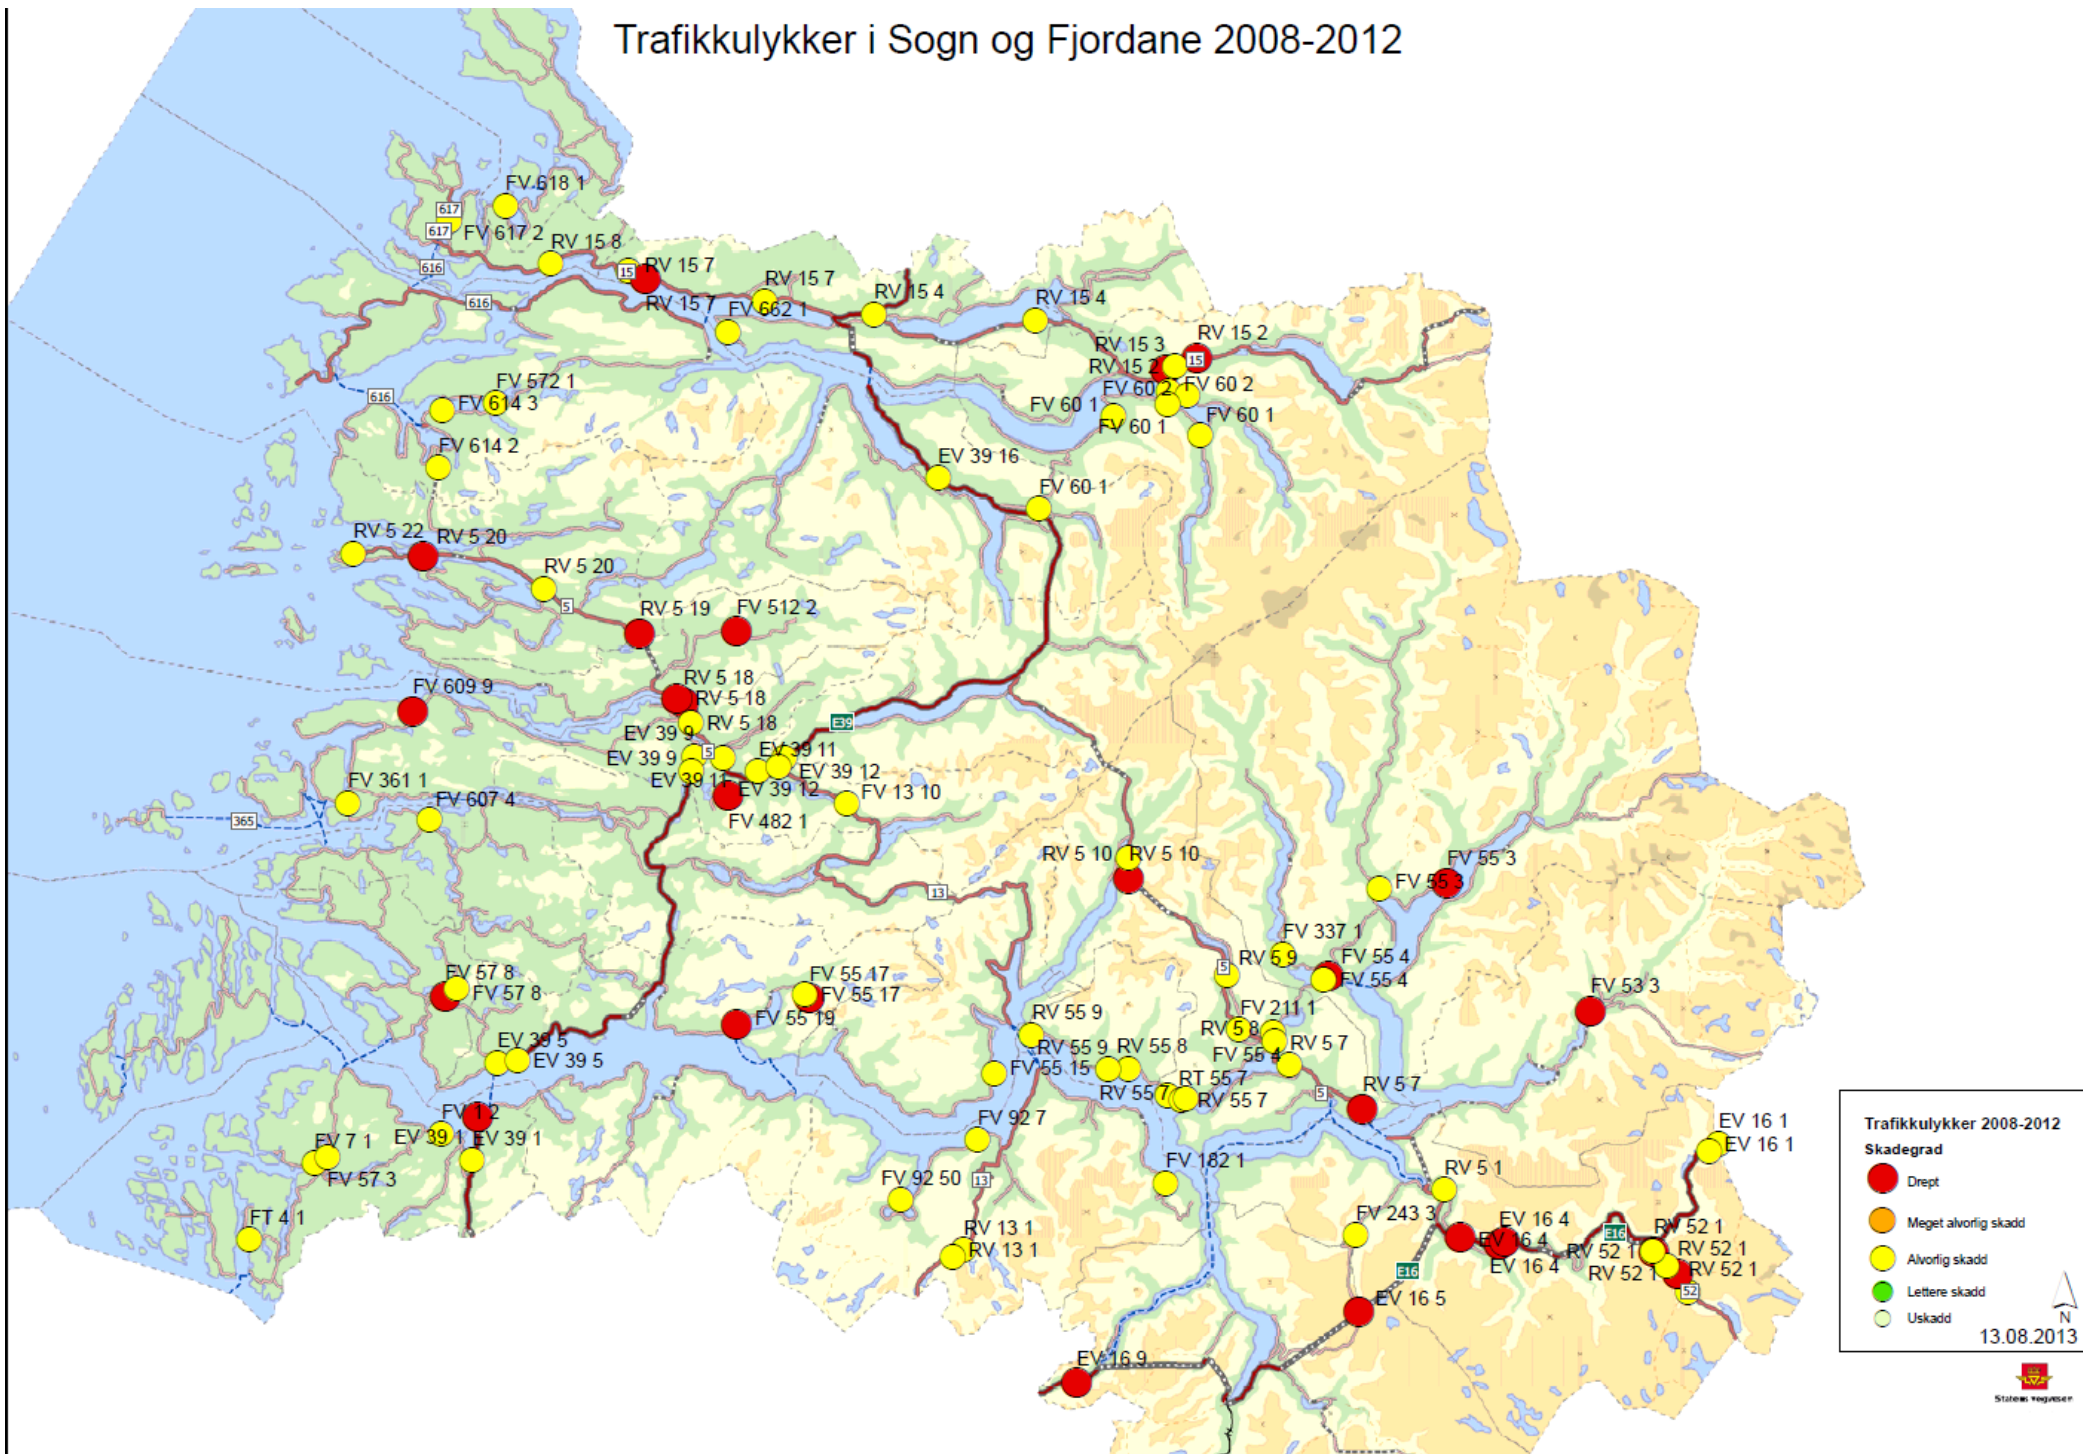 Trafikkulykker i Sogn og Fjordane 2008-2012
FV 618 1
617
FV 617 2
617
RV 15 8
616
15
RV 15 7
RV 15 7
616
RV 15 7
FV 662 1
RV 15 4
RV 15 4
RV 15 3
RV 15 2
15
RV 15 2
FV 572 1
616
FV 614 3
FV 60 2
FV 60 2
FV 60 1
FV 60 1
FV 60 1
FV 614 2
EV 39 16
FV 60 1
RV 5 22
RV 5 20
RV 5 20
5
RV 5 19
FV 512 2
RV 5 18
FV 609 9
RV 5 18
RV 5 18
E39
EV 39 9
5
EV 39 11
EV 39 9
EV 39 12
EV 39 11
EV 39 12
FV 13 10
FV 361 1
FV 607 4
365
FV 482 1
RV 5 10
RV 5 10
FV 55 3
FV 55 3
13
FV 337 1
RV 5 9
5
FV 55 4
FV 55 4
FV 57 8
FV 57 8
FV 55 17
FV 55 17
FV 53 3
FV 55 19
RV 55 9
FV 211 1
RV 5 8
EV 39 5
EV 39 5
RV 55 9
RV 55 8
FV 55 4
RV 5 7
FV 55 15
RT 55 7
RV 55 7
RV 55 7
5
RV 5 7
FV 1 2
EV 39 1
EV 39 1
FV 7 1
FV 57 3
FV 92 7
EV 16 1
EV 16 1
FV 182 1
13
FV 92 50
RV 5 1
FT 4 1
FV 243 3
EV 16 4
EV 16 4
EV 16 4
E16
RV 52 1
RV 52 1
RV 52 1
RV 52 1
RV 52 1
RV 13 1
RV 13 1
E16
52
EV 16 5
EV 16 9
Trafikkulykker 2008-2012
Skadegrad
Drept
Meget alvorlig skadd
Alvorlig skadd
Lettere skadd
Uskadd
N
13.08.2013
Statens vegvesen